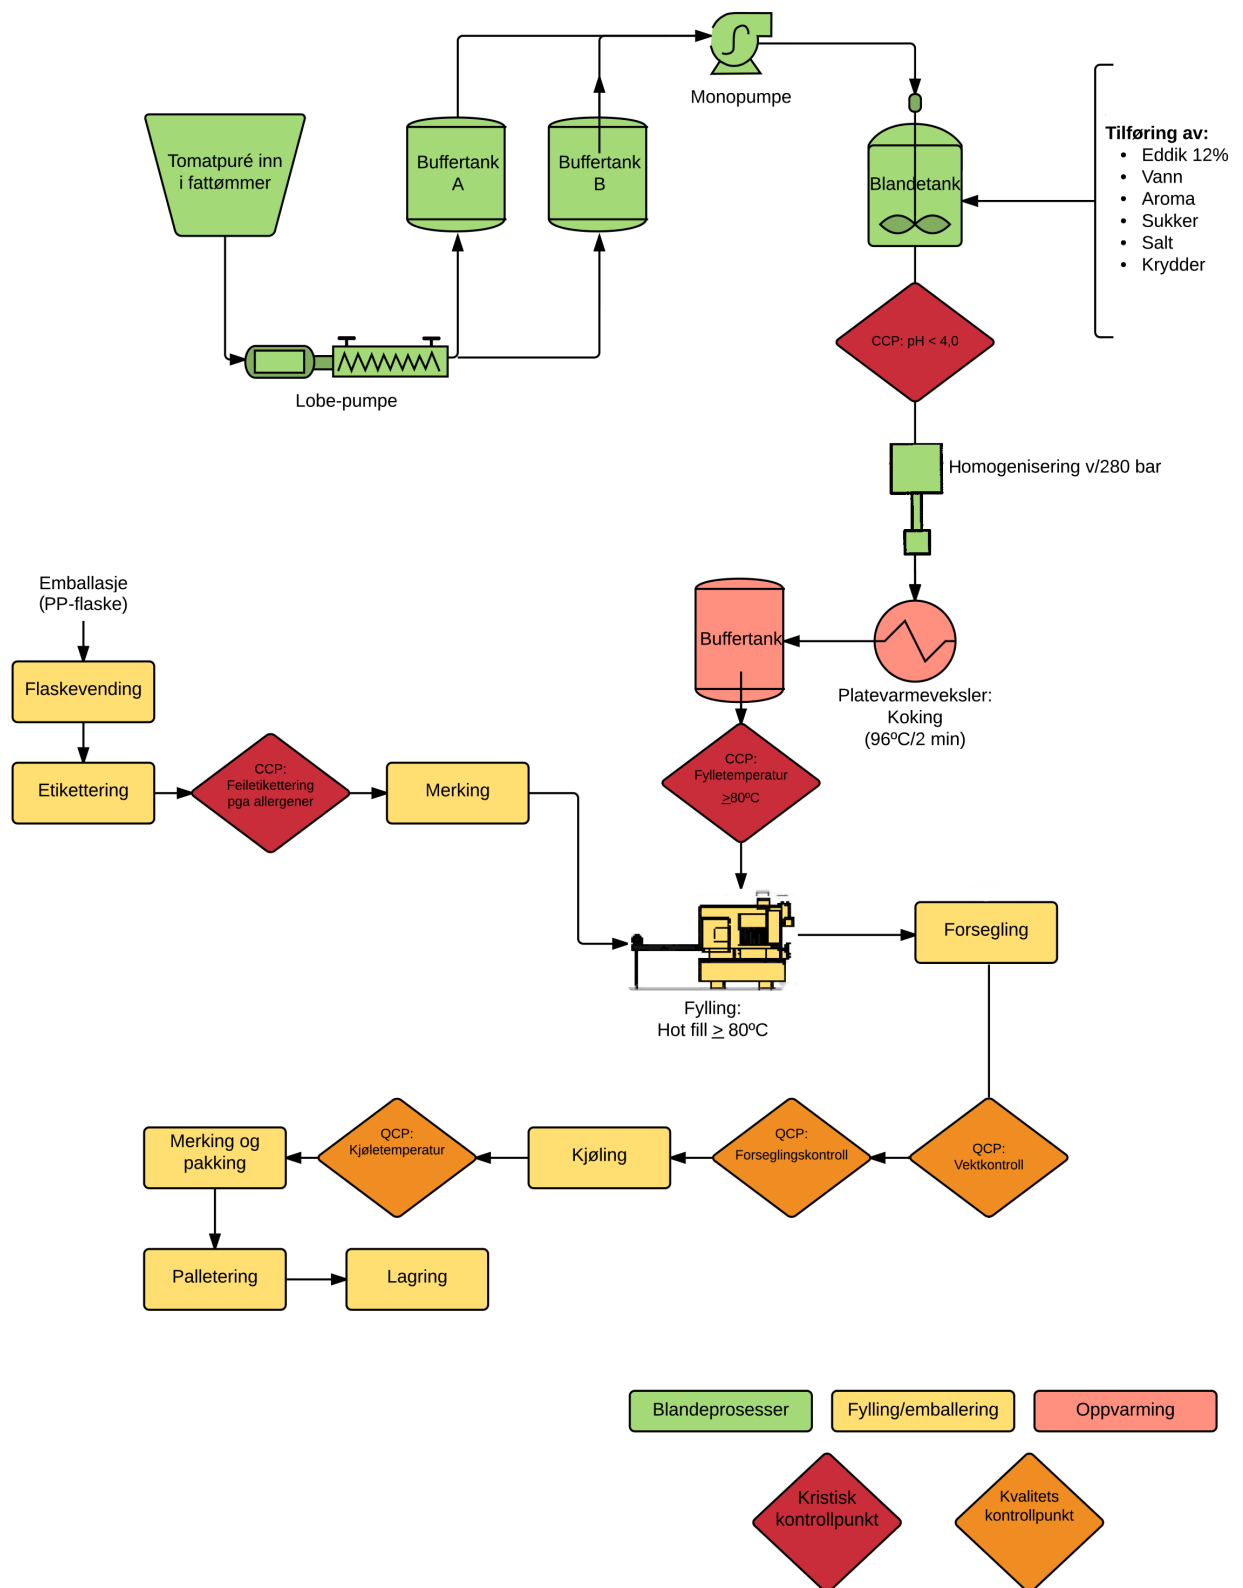 Monopumpe
Tomatpuré inn
i fattømmer
Buffertank
A
Buffertank
B
Blandetank
Tilføring av:
• Eddik 12%
• Vann
• Aroma
• Sukker
• Salt
• Krydder
CCP: pH < 4,0
Lobe-pumpe
Homogenisering v/280 bar
Emballasje
(PP-flaske)
Flaskevending
Buffertank
Platevarmeveksler:
Koking
(96ºC/2 min)
Etikettering
CCP:
Feiletikettering
pga allergener
Merking
CCP:
Fylletemperatur
≥80ºC
Forsegling
Fylling:
Hot fill ≥ 80ºC
Merking og
pakking
QCP:
Kjøletemperatur
Kjøling
QCP:
Forseglingskontroll
QCP:
Vektkontroll
Palletering
Lagring
Blandeprosesser
Fylling/emballering
Oppvarming
Kristisk
kontrollpunkt
Kvalitets
kontrollpunkt